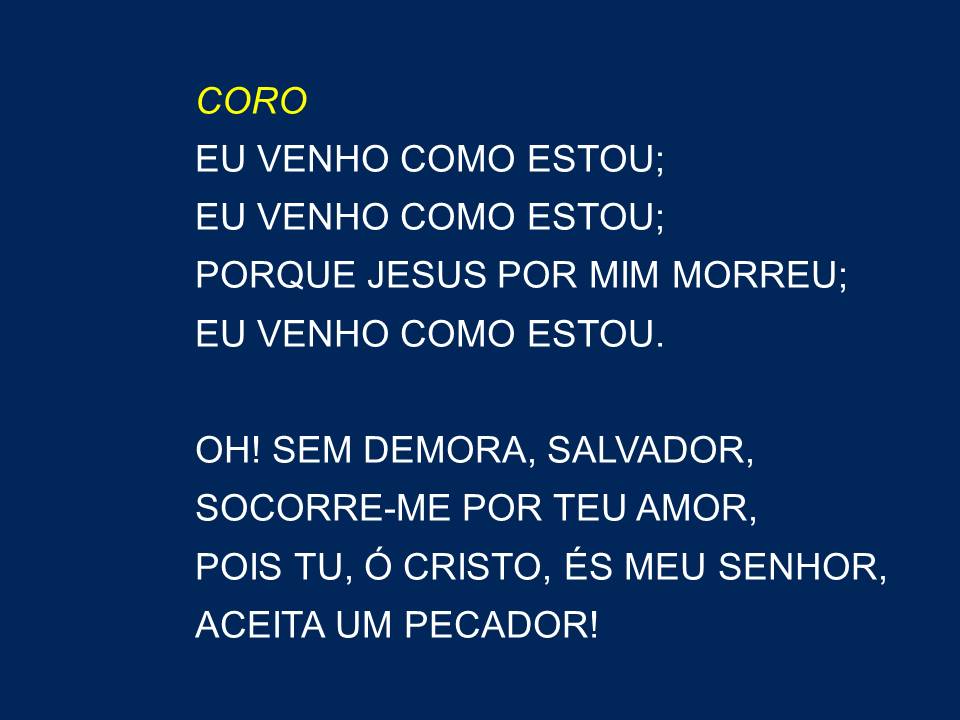 CORO
EU VENHO COMO ESTOU;
EU VENHO COMO ESTOU;
PORQUE JESUS POR MIM MORREU;
EU VENHO COMO ESTOU.
OH! SEM DEMORA, SALVADOR,
SOCORRE-ME POR TEU AMOR,
POIS TU, Ó CRISTO, ÉS MEU SENHOR,
ACEITA UM PECADOR!